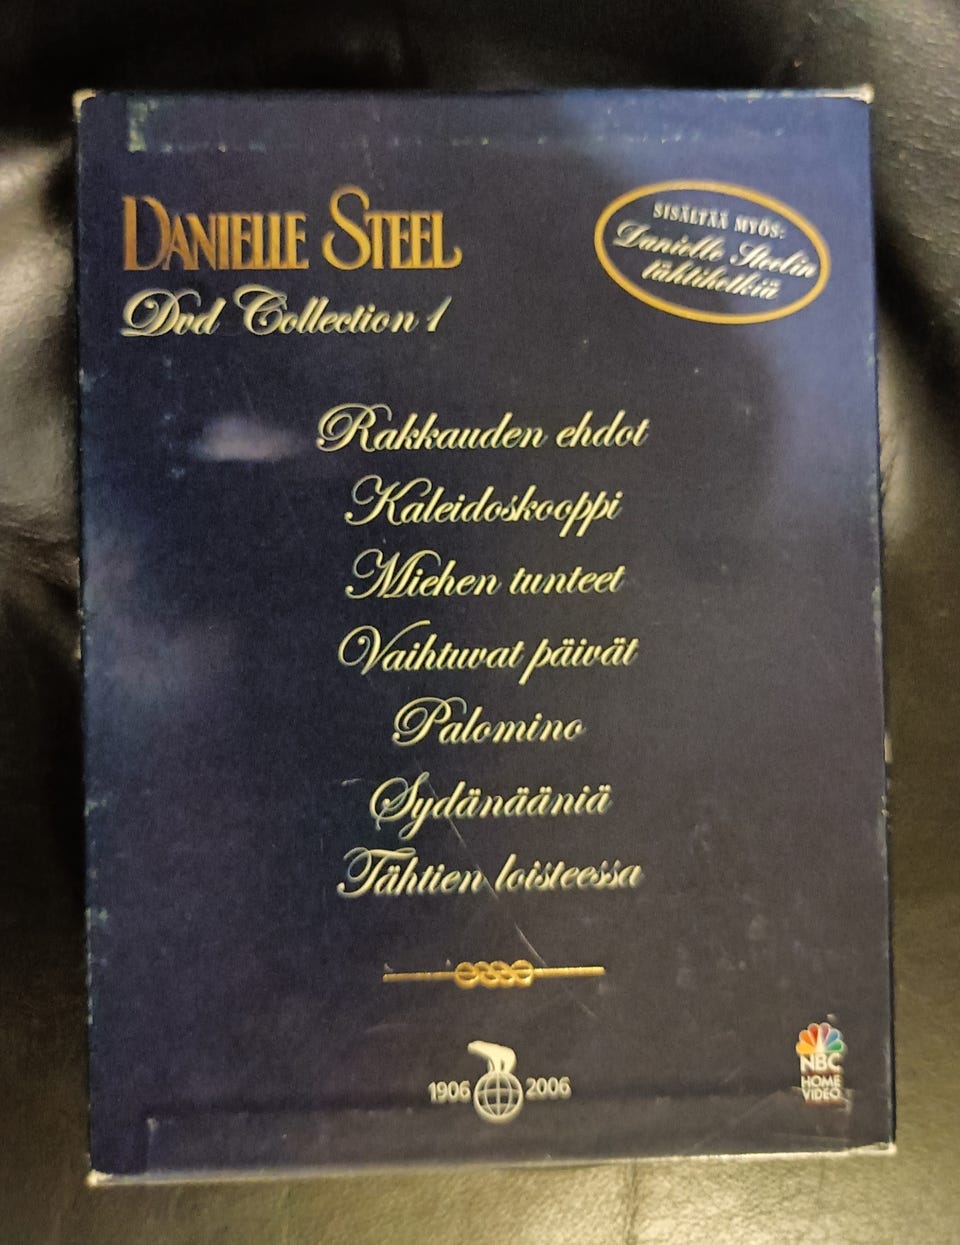 DANIELLE STEEL
Dvd Collection 1
SISÄLTÄÄ MYÖS:
Danielle Steelin
tähtihetkiä
Rakkauden ehdot
Kaleidoskooppi
Miehen tunteet
Vaihtuvat päivät
Palomino
Sydänääniä
Tähtien loisteessa
1906 2006
NBC
HOME
VIDEO